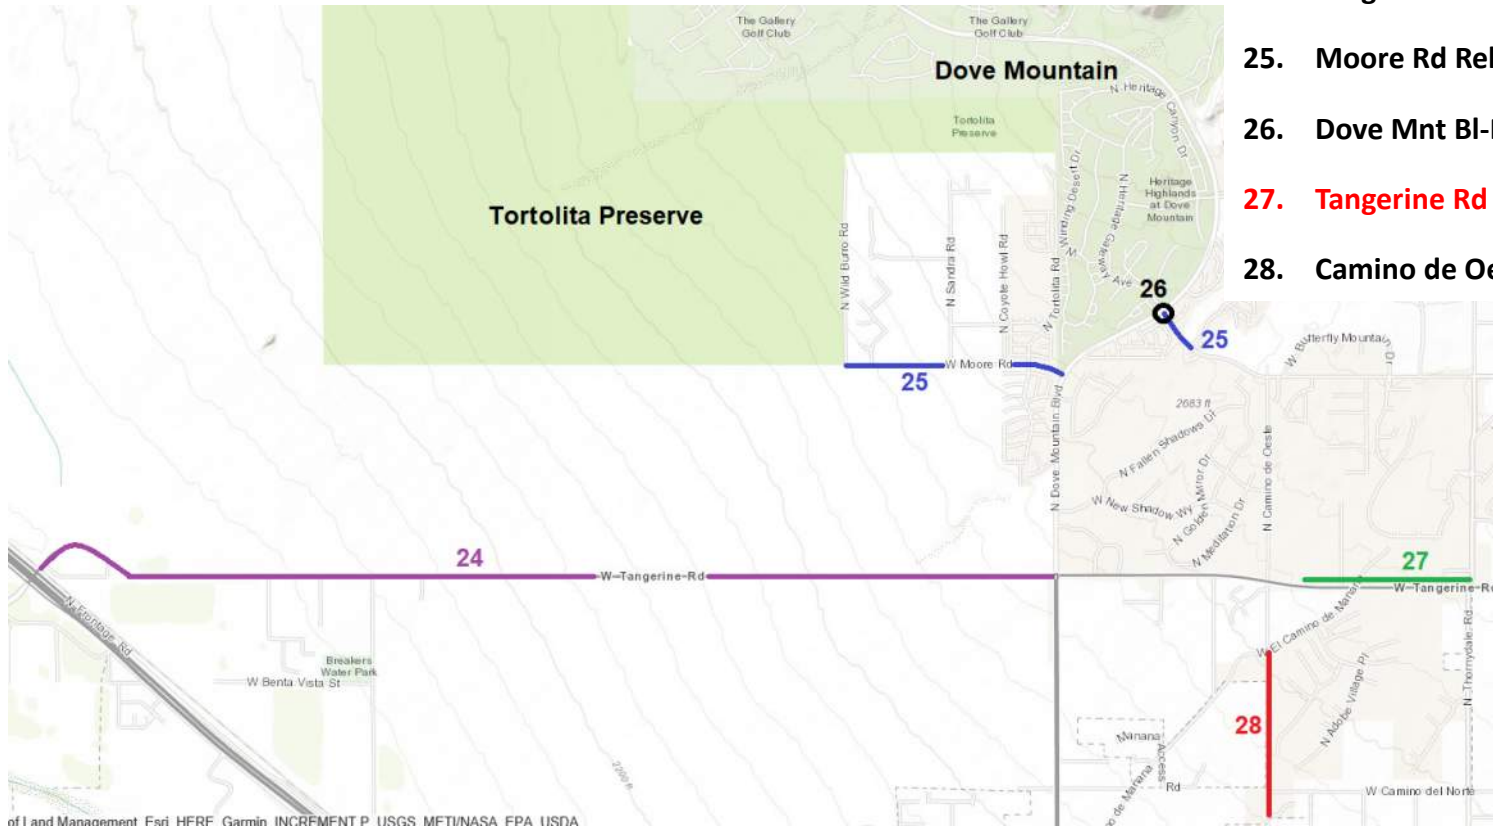 The Gallery
Golf Club
The Gallery
Golf Club
Dove Mountain
N Heritage Canyon Dr
Tortolita
Preserve
Heritage
Highlands
at Dove
Mountain
Tortolita Preserve
N Wild Burro Rd
N Sandra Rd
N Coyote Howl Rd
N Tortolita Rd
W Winding Desert Dr
N Heritage Gateway Ave
25.
Moore Rd Rel
26.
Dove Mnt Bl-
27.
Tangerine Rd
28.
Camino de Oe
26
25
W Butterfly Mountain Dr
W Moore Rd
25
2683 ft
N Fallen Shadows Dr
N Dove Mountain Blvd
W New Shadow Wy
N Golden Mirror Dr
N Meditation Dr
N Camino de Oeste
24
W-Tangerine-Rd
27
W-Tangerine-Rd
N Frontage Rd
Breakers
Water Park
W Benta Vista St
W El Camino de Manana
N Adobe Village Pl
N Thornydale Rd
28
Manana
Access
Rd
de Manana
2200 ft
W Camino del Norte
of Land Management, Esri, HERE, Garmin, INCREMENT P, USGS, METI/NASA, EPA, USDA